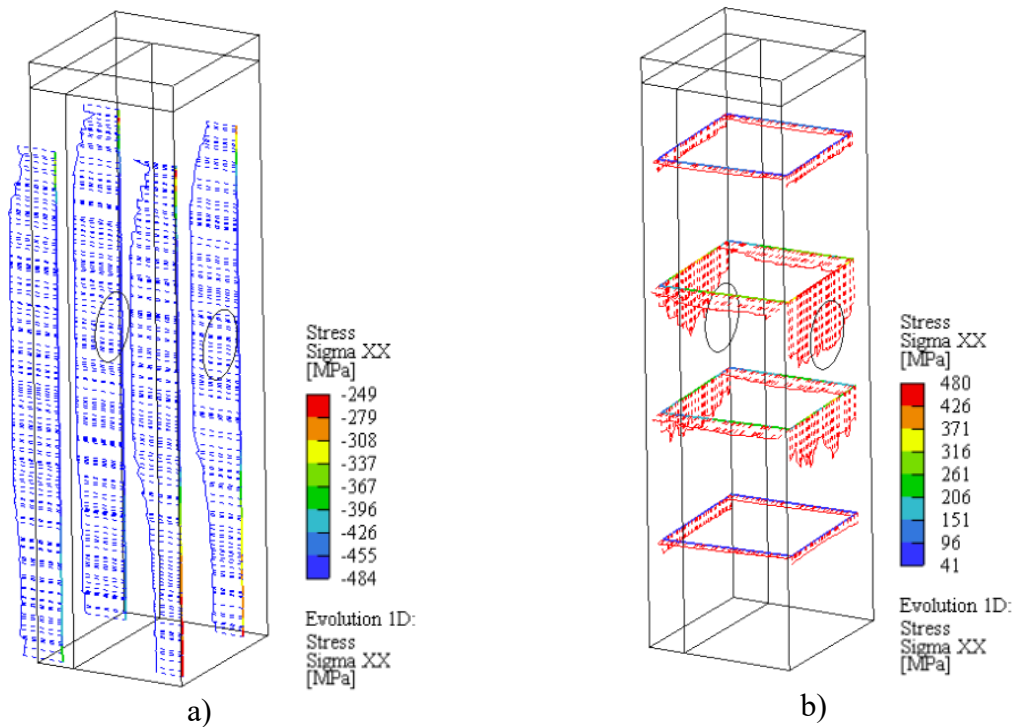 Stress
Sigma XX
[MPa]
-249
-279
-308
-337
-367
-396
-426
-455
-484
Evolution 1D:
Stress
Sigma XX
[MPa]
a)
Stress
Sigma XX
[MPa]
480
426
371
316
261
206
151
96
41
Evolution 1D:
Stress
Sigma XX
[MPa]
b)